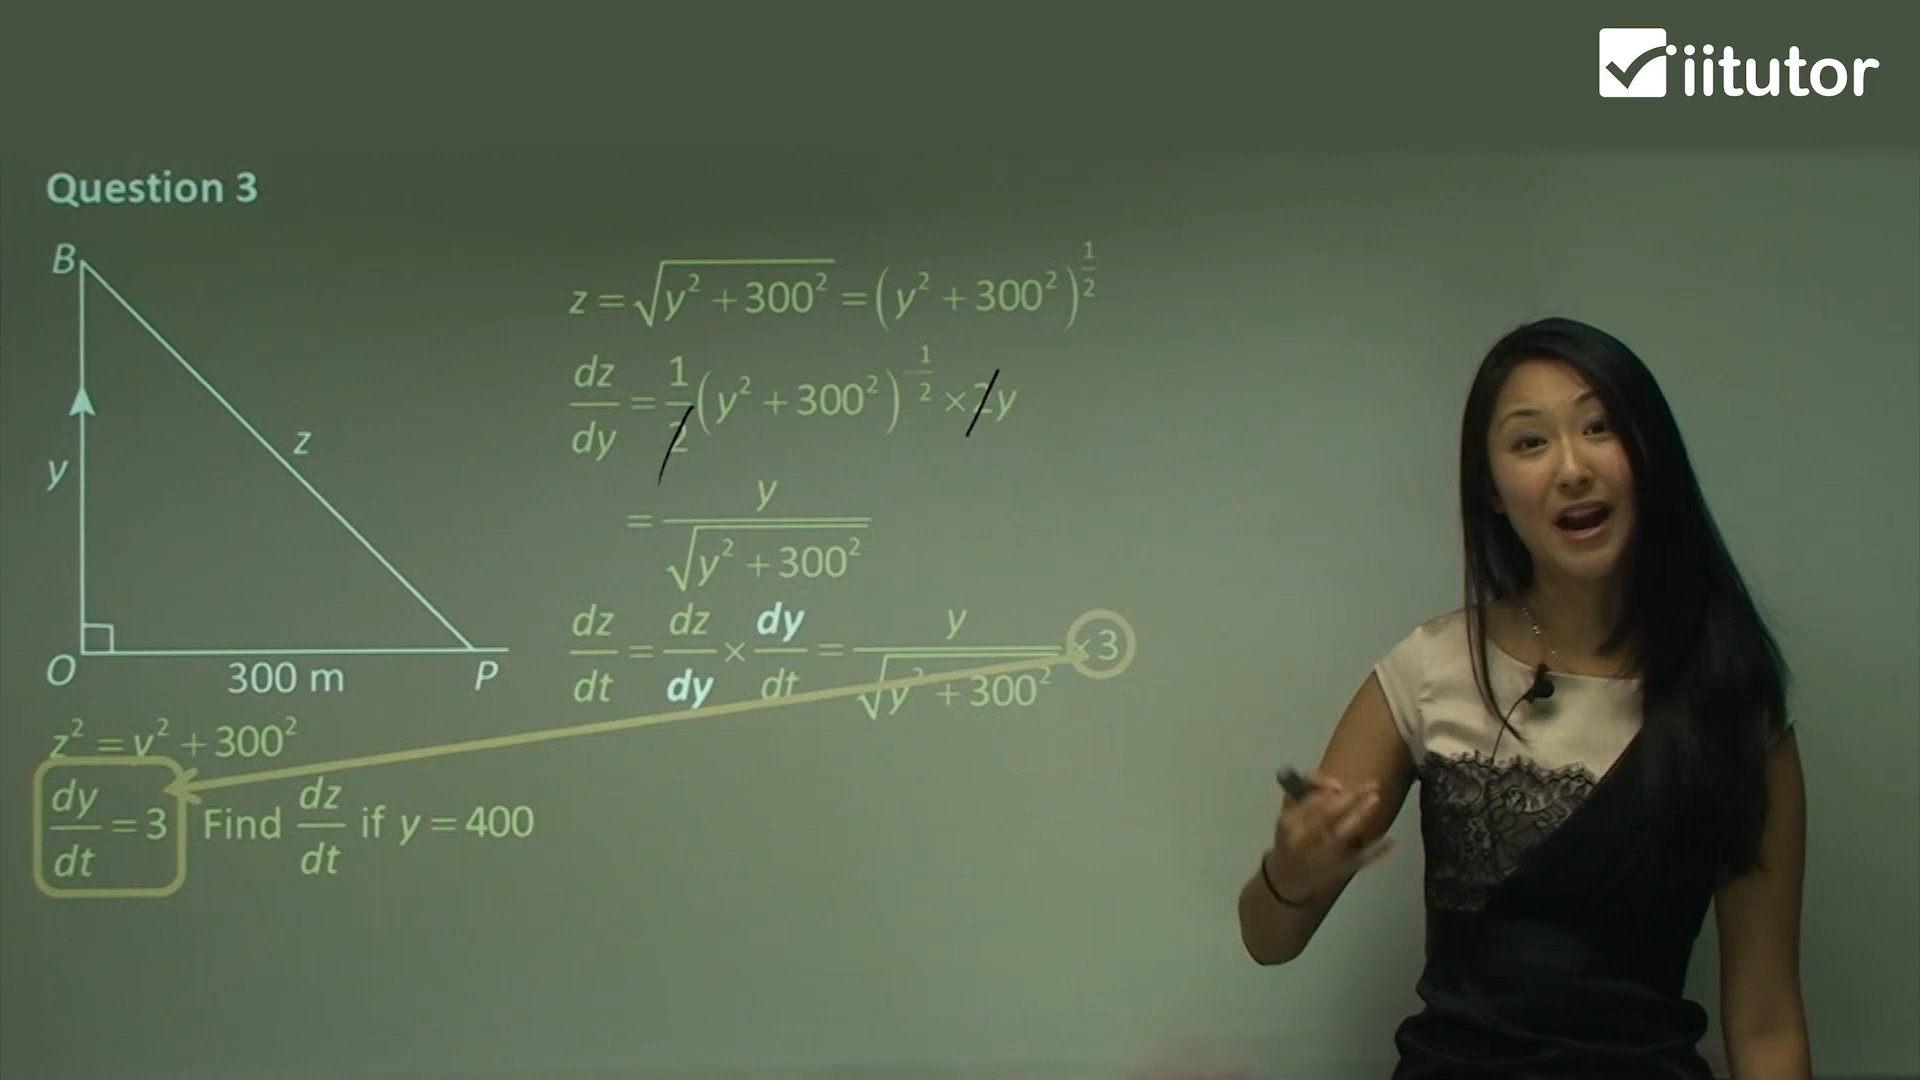 iitutor
Question 3
B
y
z
O
300 m
P
z² = y² + 300²
dy/dt = 3 Find dz/dt if y = 400
z = √(y² + 300²) = (y² + 300²)^(1/2)
dz/dy = 1/2 (y² + 300²)^(-1/2) × 2y
= y/√(y² + 300²)
dz/dt = dz/dy × dy/dt = y/√(y² + 300²) × 3